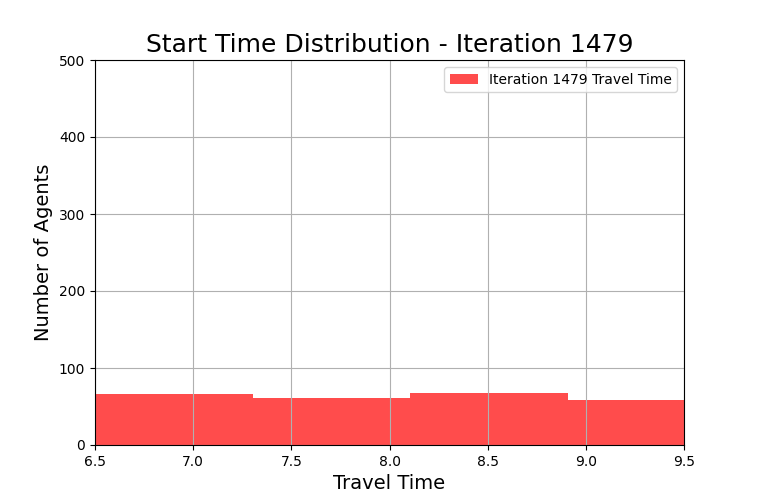 Start Time Distribution - Iteration 1479
Iteration 1479 Travel Time
Number of Agents
500
400
300
200
100
0
6.5 7.0 7.5 8.0 8.5 9.0 9.5
Travel Time